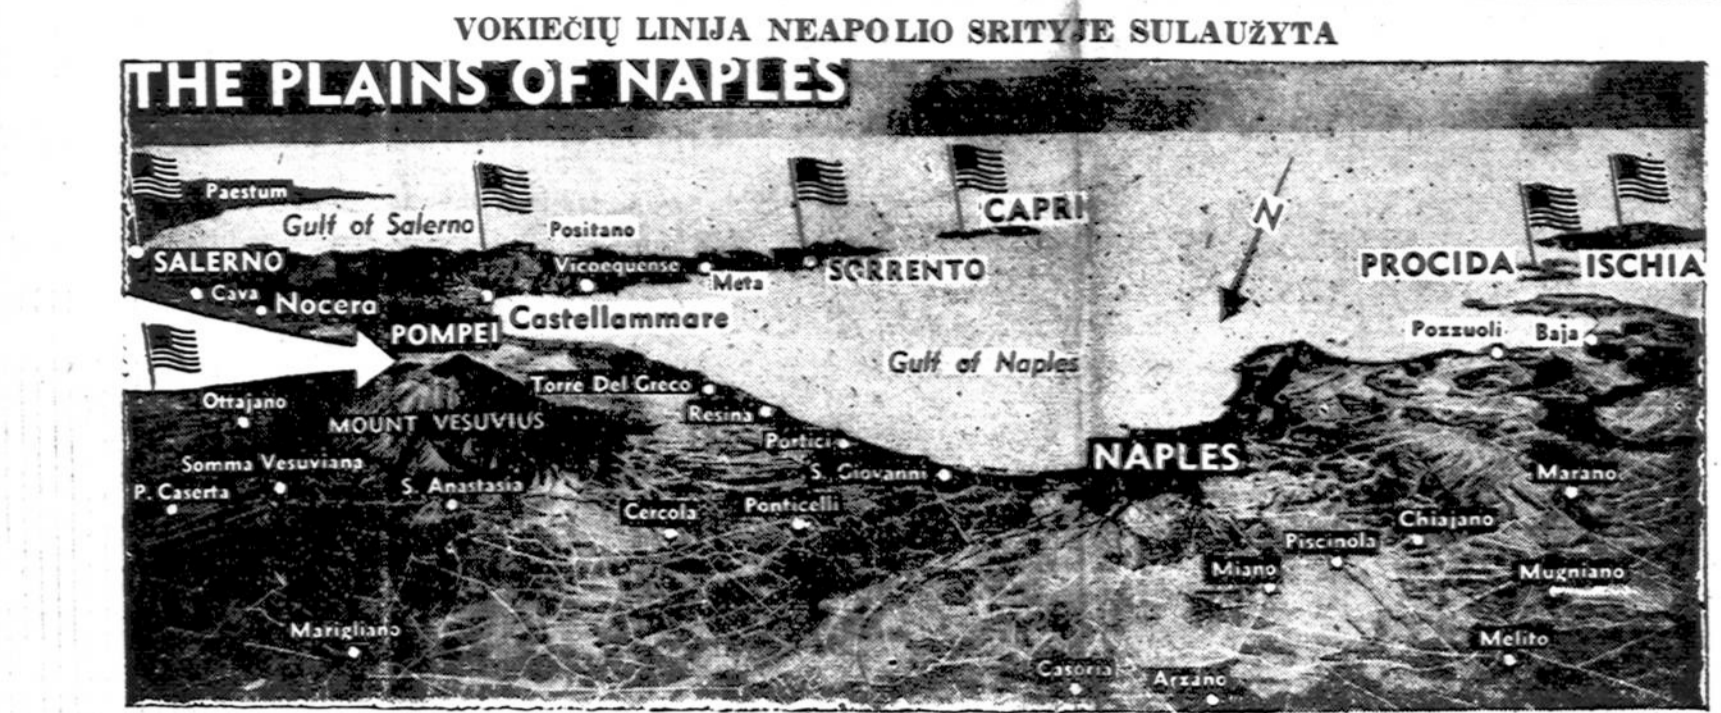 VOKIEČIŲ LINIJA NEAPOLIO SRITYJE SULAUŽYTA
THE PLAINS OF NAPLES
Paestum
Gulf of Salerno
Positano
CAPRI
N
SALERNO
Vicoequense
Meta
SORRENTO
PROCIDA
ISCHIA
Cava
Nocera
Castellammare
POMPEI
Pozzuoli
Baja
Gulf of Naples
Torre Del Greco
Ottajano
Resina
MOUNT VESUVIUS
Portici
NAPLES
Somma Vesuviana
S. Giovanni
P. Caserta
S. Anastasia
Marano
Cercola
Ponticelli
Chiajano
Piscinola
Miano
Mugniano
Marigliano
Melito
Casoria
Arzano